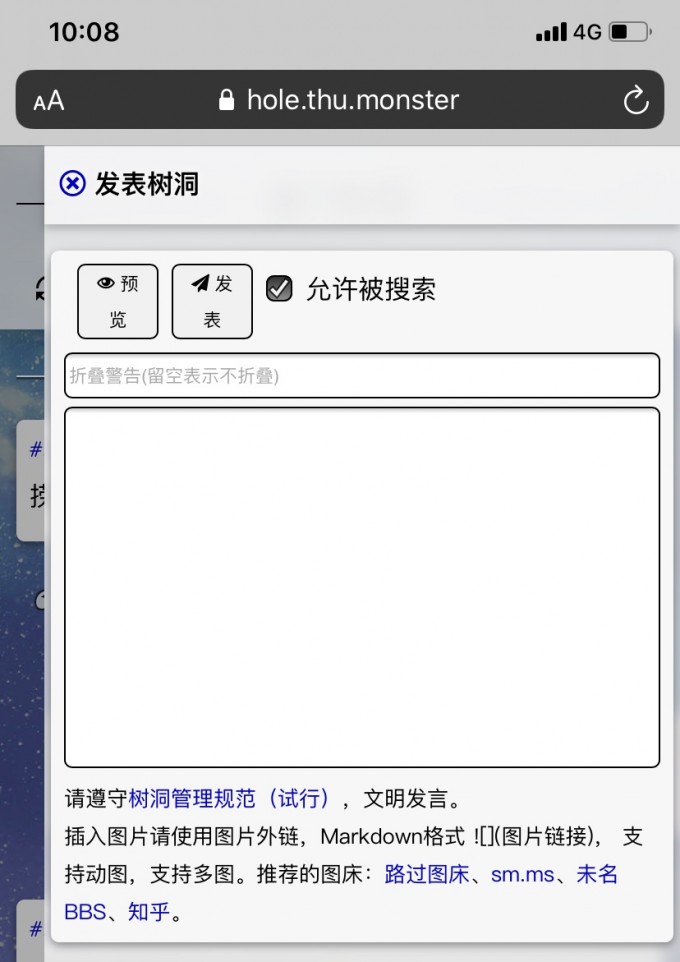 10:08
4G
AA
hole.thu.monster
发表树洞
预览
发表
允许被搜索
折叠警告(留空表示不折叠)
#
#
请遵守树洞管理规范（试行），文明发言。
插入图片请使用图片外链，Markdown格式 ![](图片链接)， 支
持动图，支持多图。推荐的图床：路过图床、sm.ms、未名
BBS、知乎。